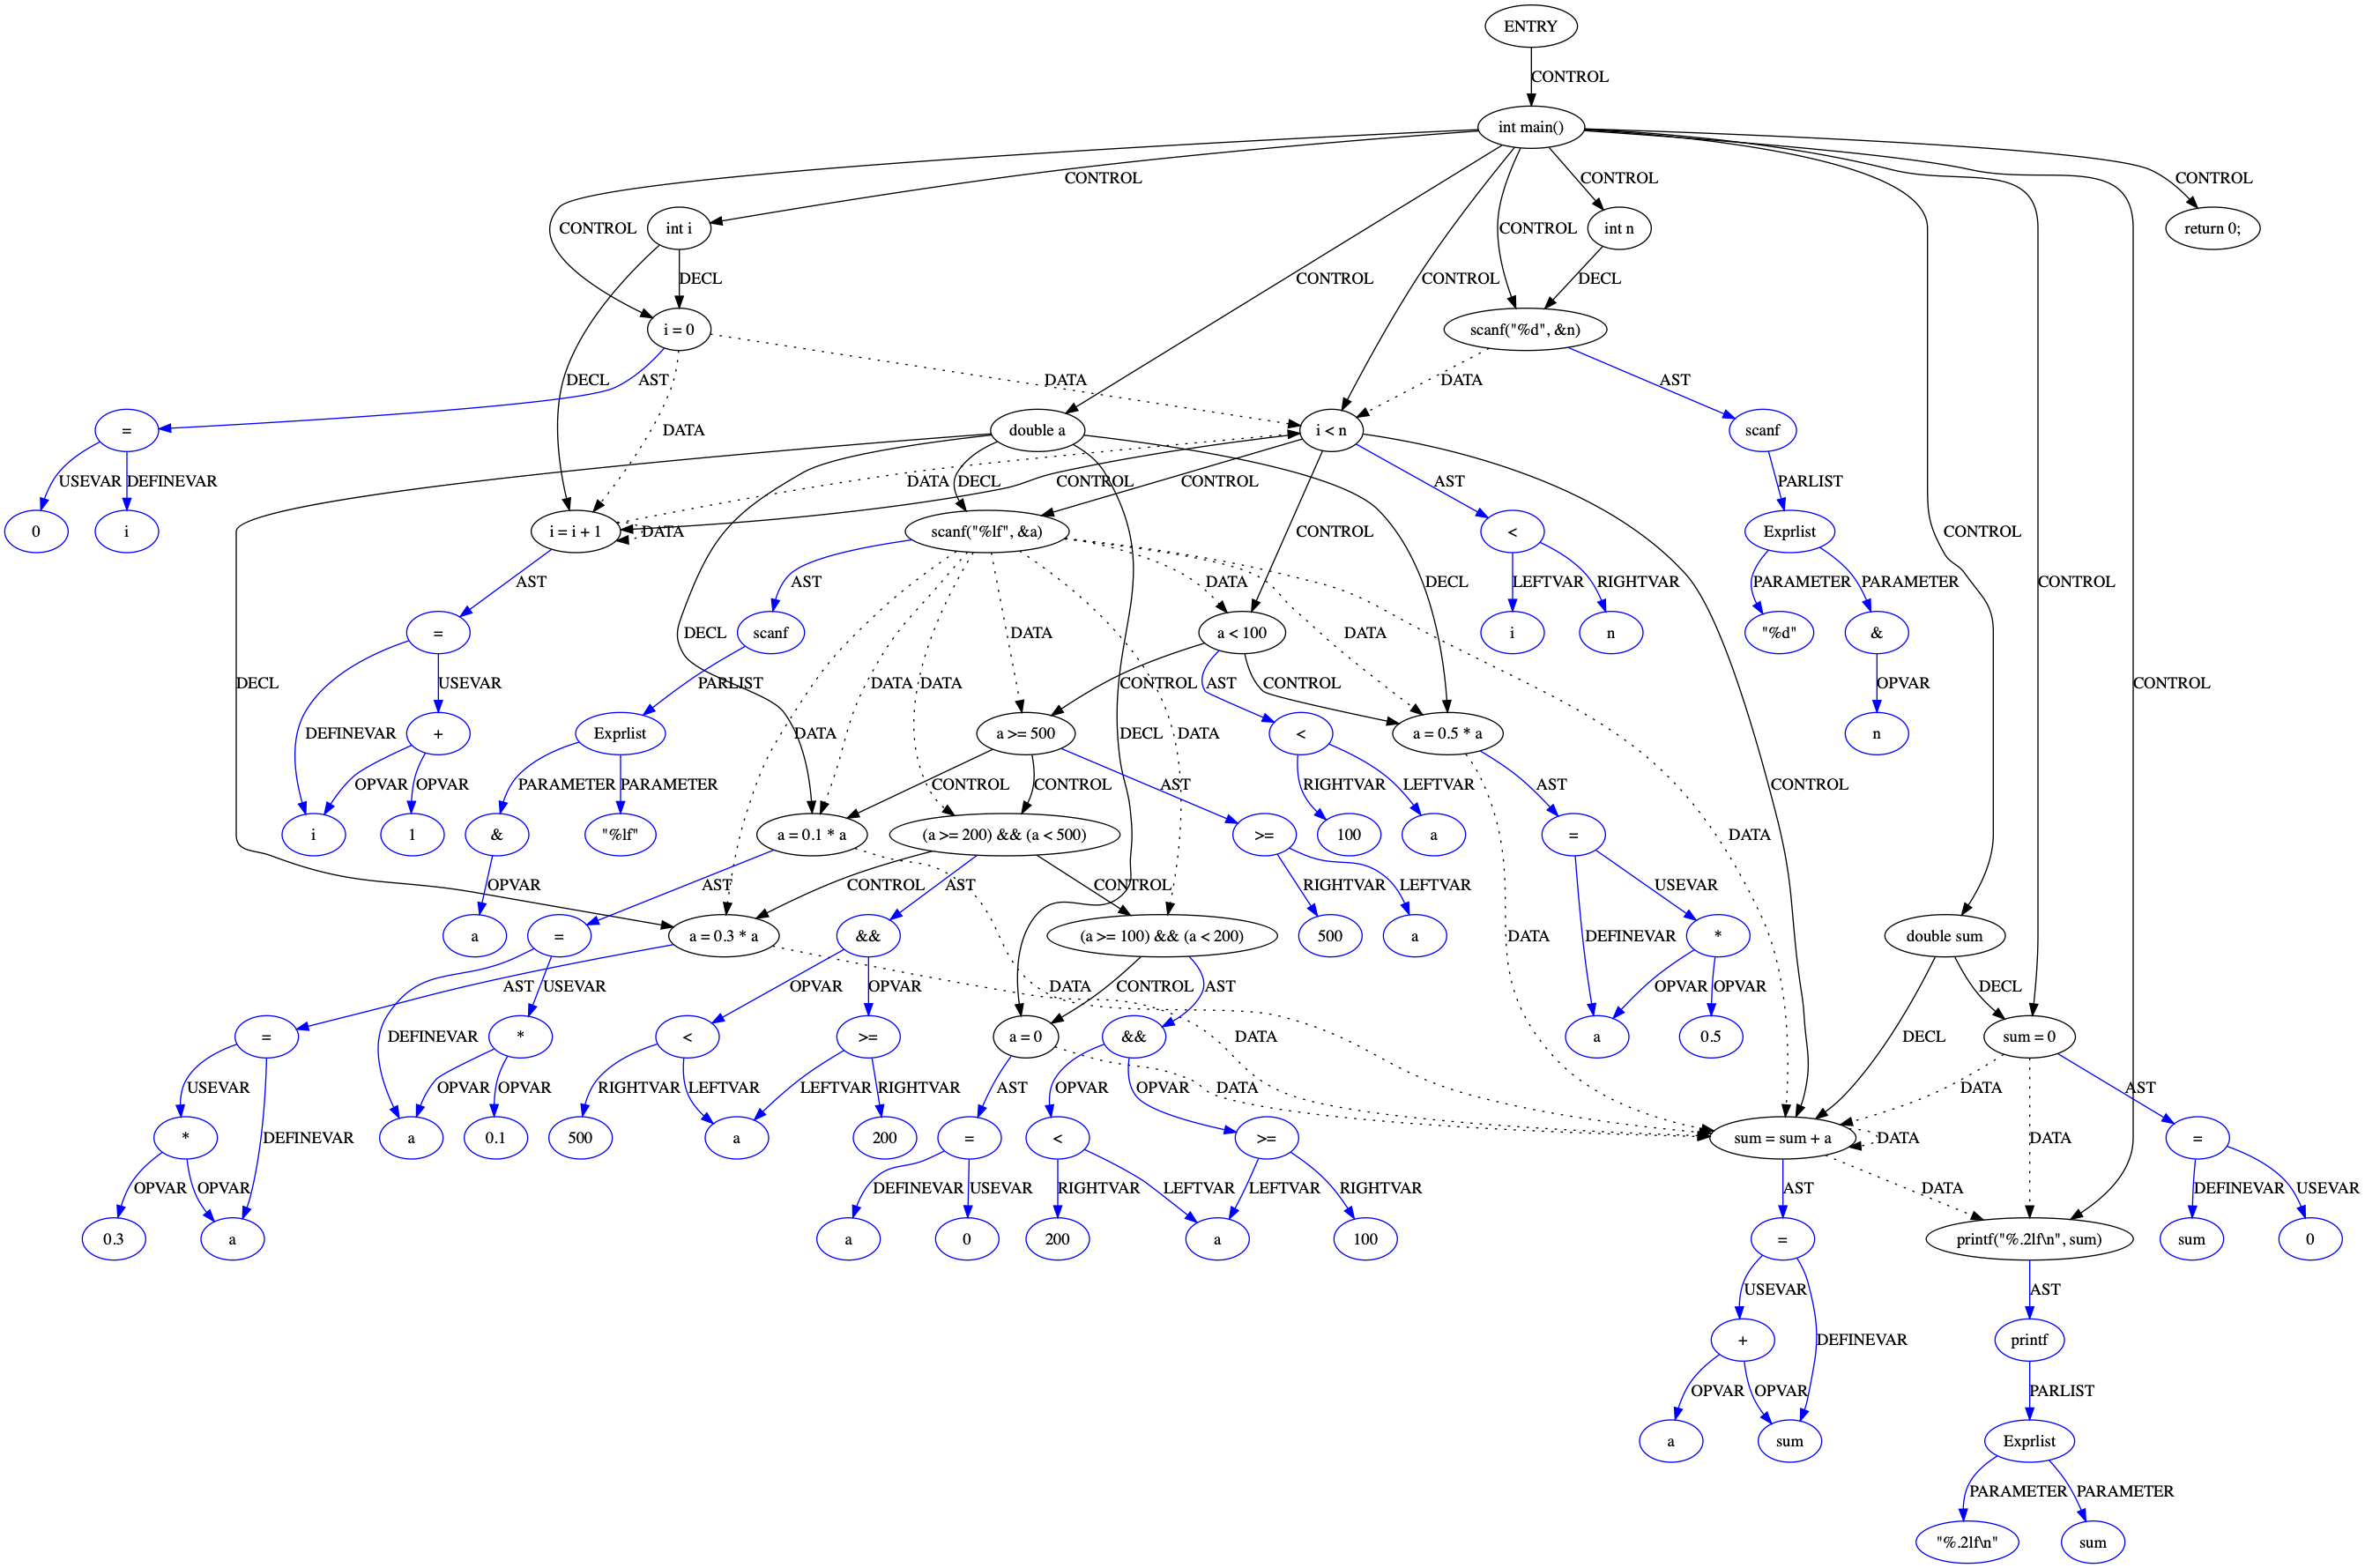 ENTRY
CONTROL
int main()
CONTROL
CONTROL
CONTROL
int i
int n
return 0;
CONTROL
CONTROL
DECL
CONTROL
CONTROL
DECL
i = 0
scanf("%d", &n)
DECL
AST
DATA
DATA
AST
=
DATA
double a
i < n
scanf
USEVAR
DEFINEVAR
DATA
DECL
CONTROL
CONTROL
AST
PARLIST
0
i
i = i + 1
DATA
scanf("%lf", &a)
CONTROL
<
Exprlist
CONTROL
CONTROL
AST
AST
DATA
DECL
LEFTVAR
RIGHTVAR
PARAMETER
PARAMETER
=
scanf
DECL
DATA
a < 100
DATA
i
n
"%d"
&
DECL
USEVAR
PARLIST
DATA
DATA
CONTROL
AST
CONTROL
OPVAR
CONTROL
DEFINEVAR
+
Exprlist
DATA
a >= 500
DECL
DATA
<
a = 0.5 * a
n
OPVAR
OPVAR
PARAMETER
PARAMETER
CONTROL
CONTROL
AST
RIGHTVAR
LEFTVAR
AST
CONTROL
i
1
&
"%lf"
a = 0.1 * a
(a >= 200) && (a < 500)
>=
100
a
=
DATA
OPVAR
AST
CONTROL
AST
CONTROL
RIGHTVAR
LEFTVAR
USEVAR
a
=
a = 0.3 * a
&&
(a >= 100) && (a < 200)
500
a
DATA
DEFINEVAR
*
double sum
AST
USEVAR
OPVAR
OPVAR
DATA
CONTROL
AST
OPVAR
OPVAR
DECL
=
DEFINEVAR
*
<
>=
a = 0
&&
DATA
a
0.5
DECL
sum = 0
USEVAR
OPVAR
OPVAR
RIGHTVAR
LEFTVAR
LEFTVAR
RIGHTVAR
AST
OPVAR
OPVAR
DATA
DATA
AST
*
DEFINEVAR
a
0.1
500
a
200
=
<
>=
sum = sum + a
DATA
DATA
=
OPVAR
OPVAR
DEFINEVAR
USEVAR
RIGHTVAR
LEFTVAR
LEFTVAR
RIGHTVAR
AST
DATA
DEFINEVAR
USEVAR
0.3
a
a
0
200
a
100
=
printf("%.2lf\n", sum)
sum
0
USEVAR
AST
+
DEFINEVAR
printf
OPVAR
OPVAR
PARLIST
a
sum
Exprlist
PARAMETER
PARAMETER
"%.2lf\n"
sum